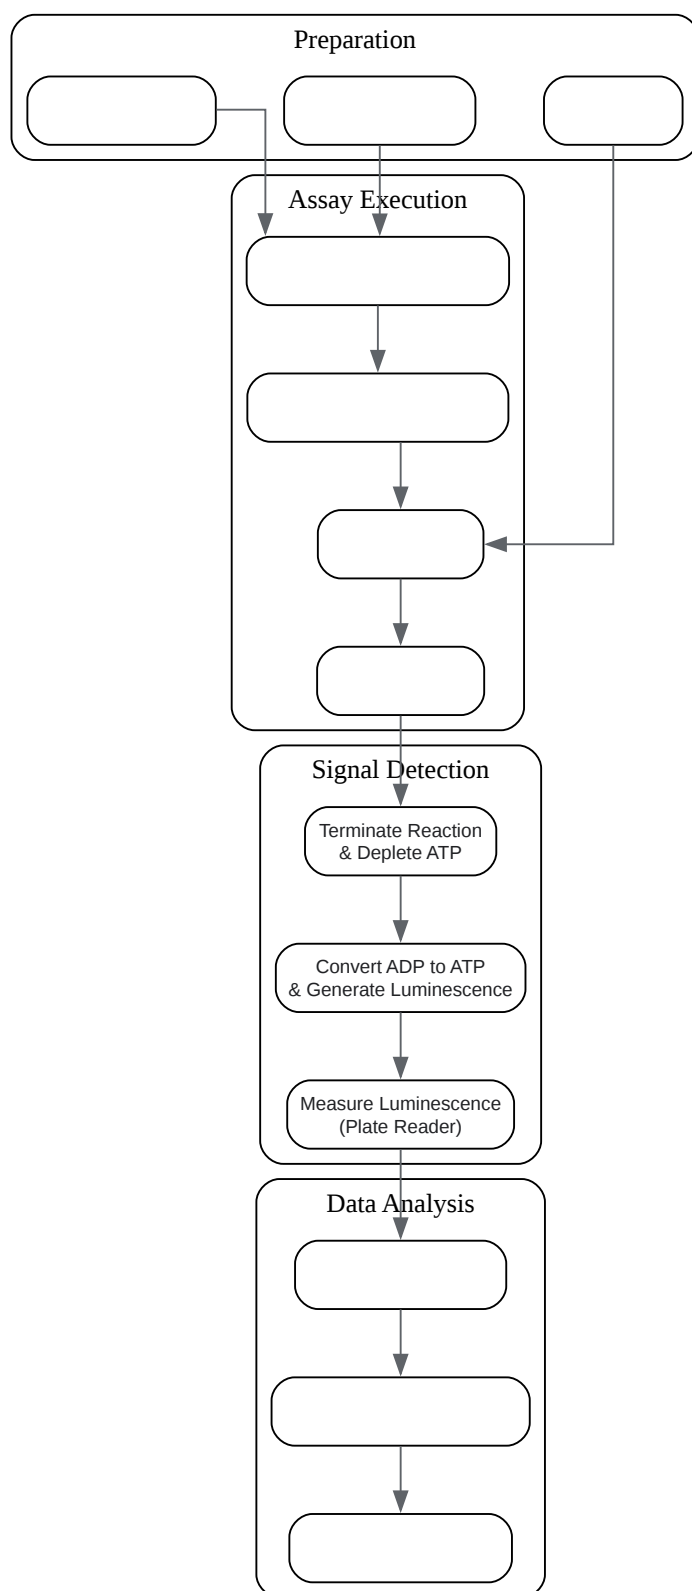 Preparation
Assay Execution
Signal Detection
Terminate Reaction
& Deplete ATP
Convert ADP to ATP
& Generate Luminescence
Measure Luminescence
(Plate Reader)
Data Analysis